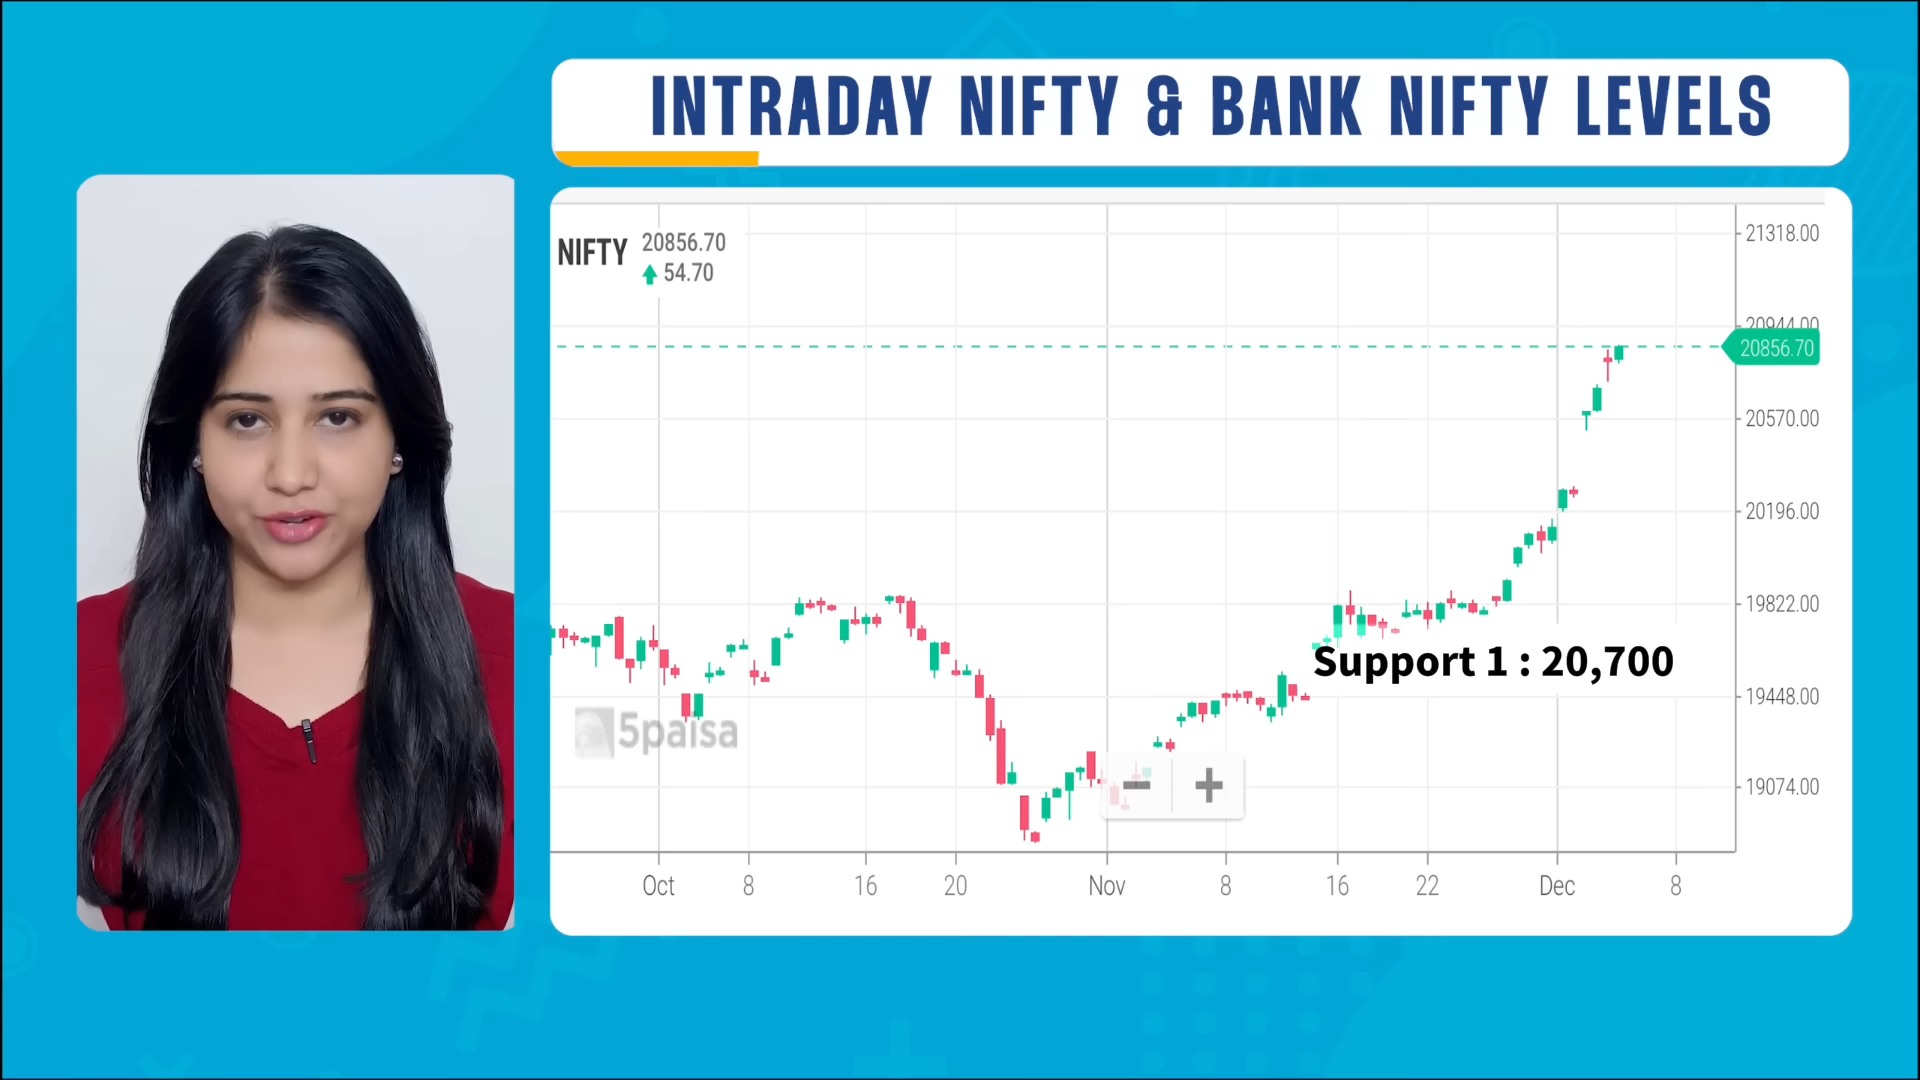 INTRADAY NIFTY & BANK NIFTY LEVELS
NIFTY
20856.70
54.70
21318.00
20944.00
20856.70
20570.00
20196.00
19822.00
Support 1 : 20,700
19448.00
5paisa
19074.00
Oct 8 16 20 Nov 8 16 22 Dec 8